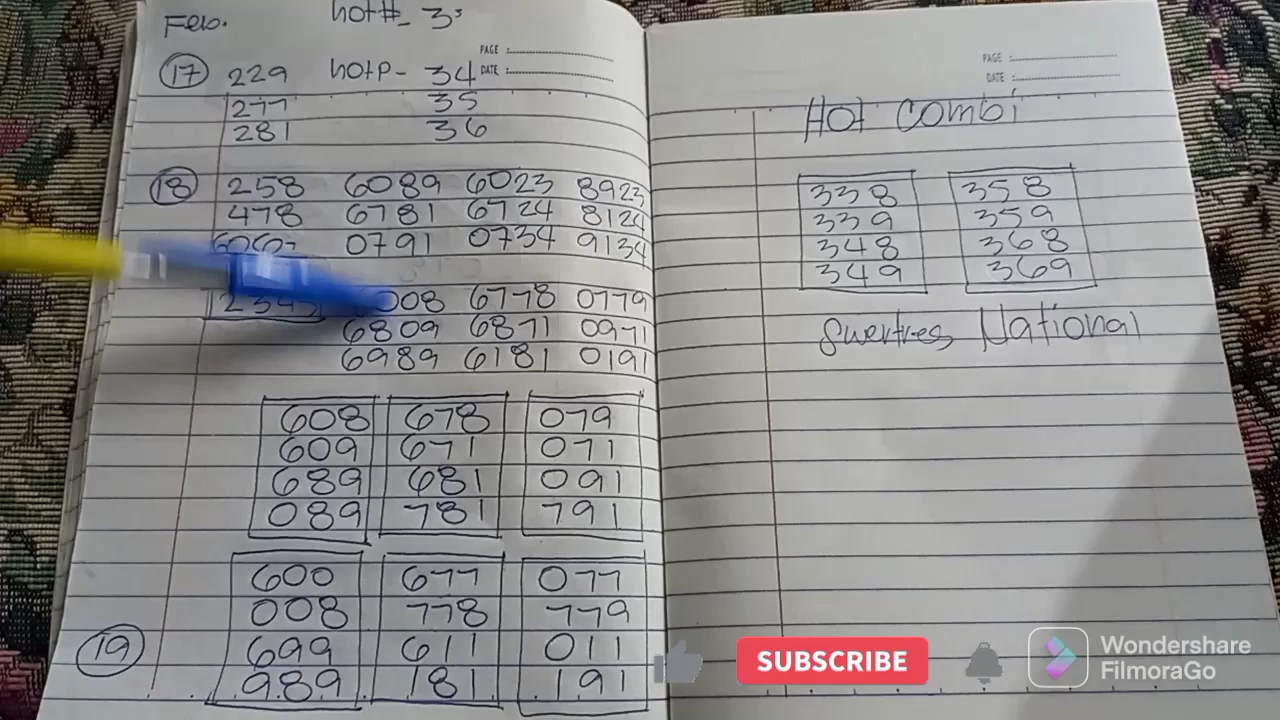 Feb. hot#- 3s
PAGE :
17 229 hotp- 34 DATE :
277 35
281 36
18 258 6089 6023 8923
478 6781 6724 8124
0791 0734 9134
2345 6008 6778 0779
6809 6871 0971
6989 6181 0191
608 678 079
609 671 071
689 681 091
089 781 791
600 677 077
008 778 779
19 699 611 011
989 181 191
PAGE :
DATE :
Hot Combi
338 358
339 359
348 368
349 369
Swertres National
SUBSCRIBE
Wondershare
FilmoraGo